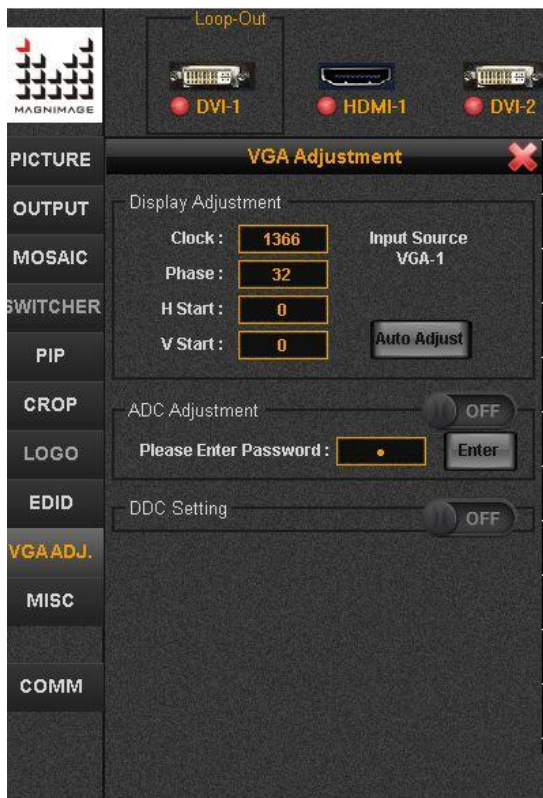 Loop-Out
MAGNIMAGE
DVI-1
HDMI-1
DVI-2
PICTURE
OUTPUT
MOSAIC
SWITCHER
PIP
CROP
LOGO
EDID
VGA ADJ.
MISC
COMM
VGA Adjustment
Display Adjustment
Clock : 1366
Phase : 32
H Start : 0
V Start : 0
Input Source
VGA-1
Auto Adjust
ADC Adjustment
OFF
Please Enter Password :
Enter
DDC Setting
OFF